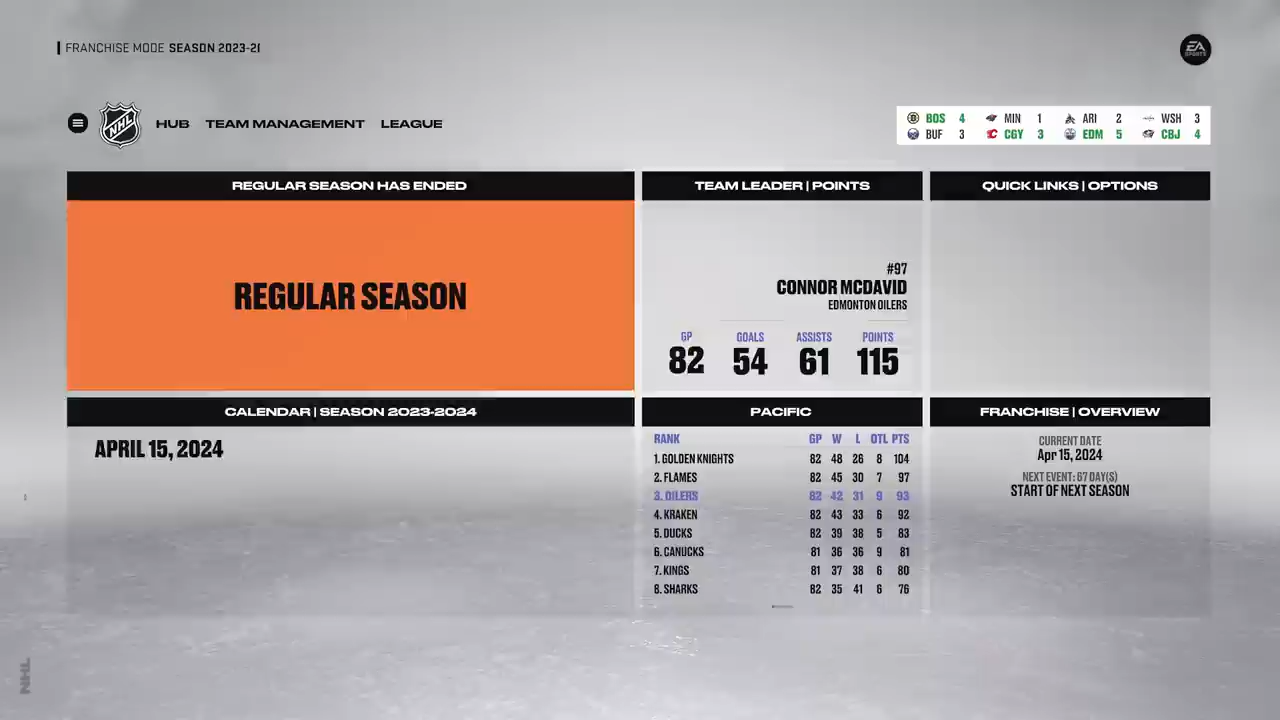 FRANCHISE MODE SEASON 2023-2
EA SPORTS
NHL HUB TEAM MANAGEMENT LEAGUE
BOS 4 MIN 1 ARI 2 WSH 3
BUF 3 CGY 3 EDM 5 CBJ 4
REGULAR SEASON HAS ENDED
REGULAR SEASON
TEAM LEADER | POINTS
#97
CONNOR MCDAVID
EDMONTON OILERS
GP GOALS ASSISTS POINTS
82 54 61 115
QUICK LINKS | OPTIONS
CALENDAR | SEASON 2023-2024
APRIL 15, 2024
PACIFIC
RANK GP W L OTL PTS
1. GOLDEN KNIGHTS 82 48 26 8 104
2. FLAMES 82 45 30 7 97
3. OILERS 82 42 31 9 93
4. KRAKEN 82 43 33 6 92
5. DUCKS 82 39 38 5 83
6. CANUCKS 81 36 36 9 81
7. KINGS 81 37 38 6 80
8. SHARKS 82 35 41 6 76
FRANCHISE | OVERVIEW
CURRENT DATE
Apr 15, 2024
NEXT EVENT: 67 DAY(S)
START OF NEXT SEASON
NHL